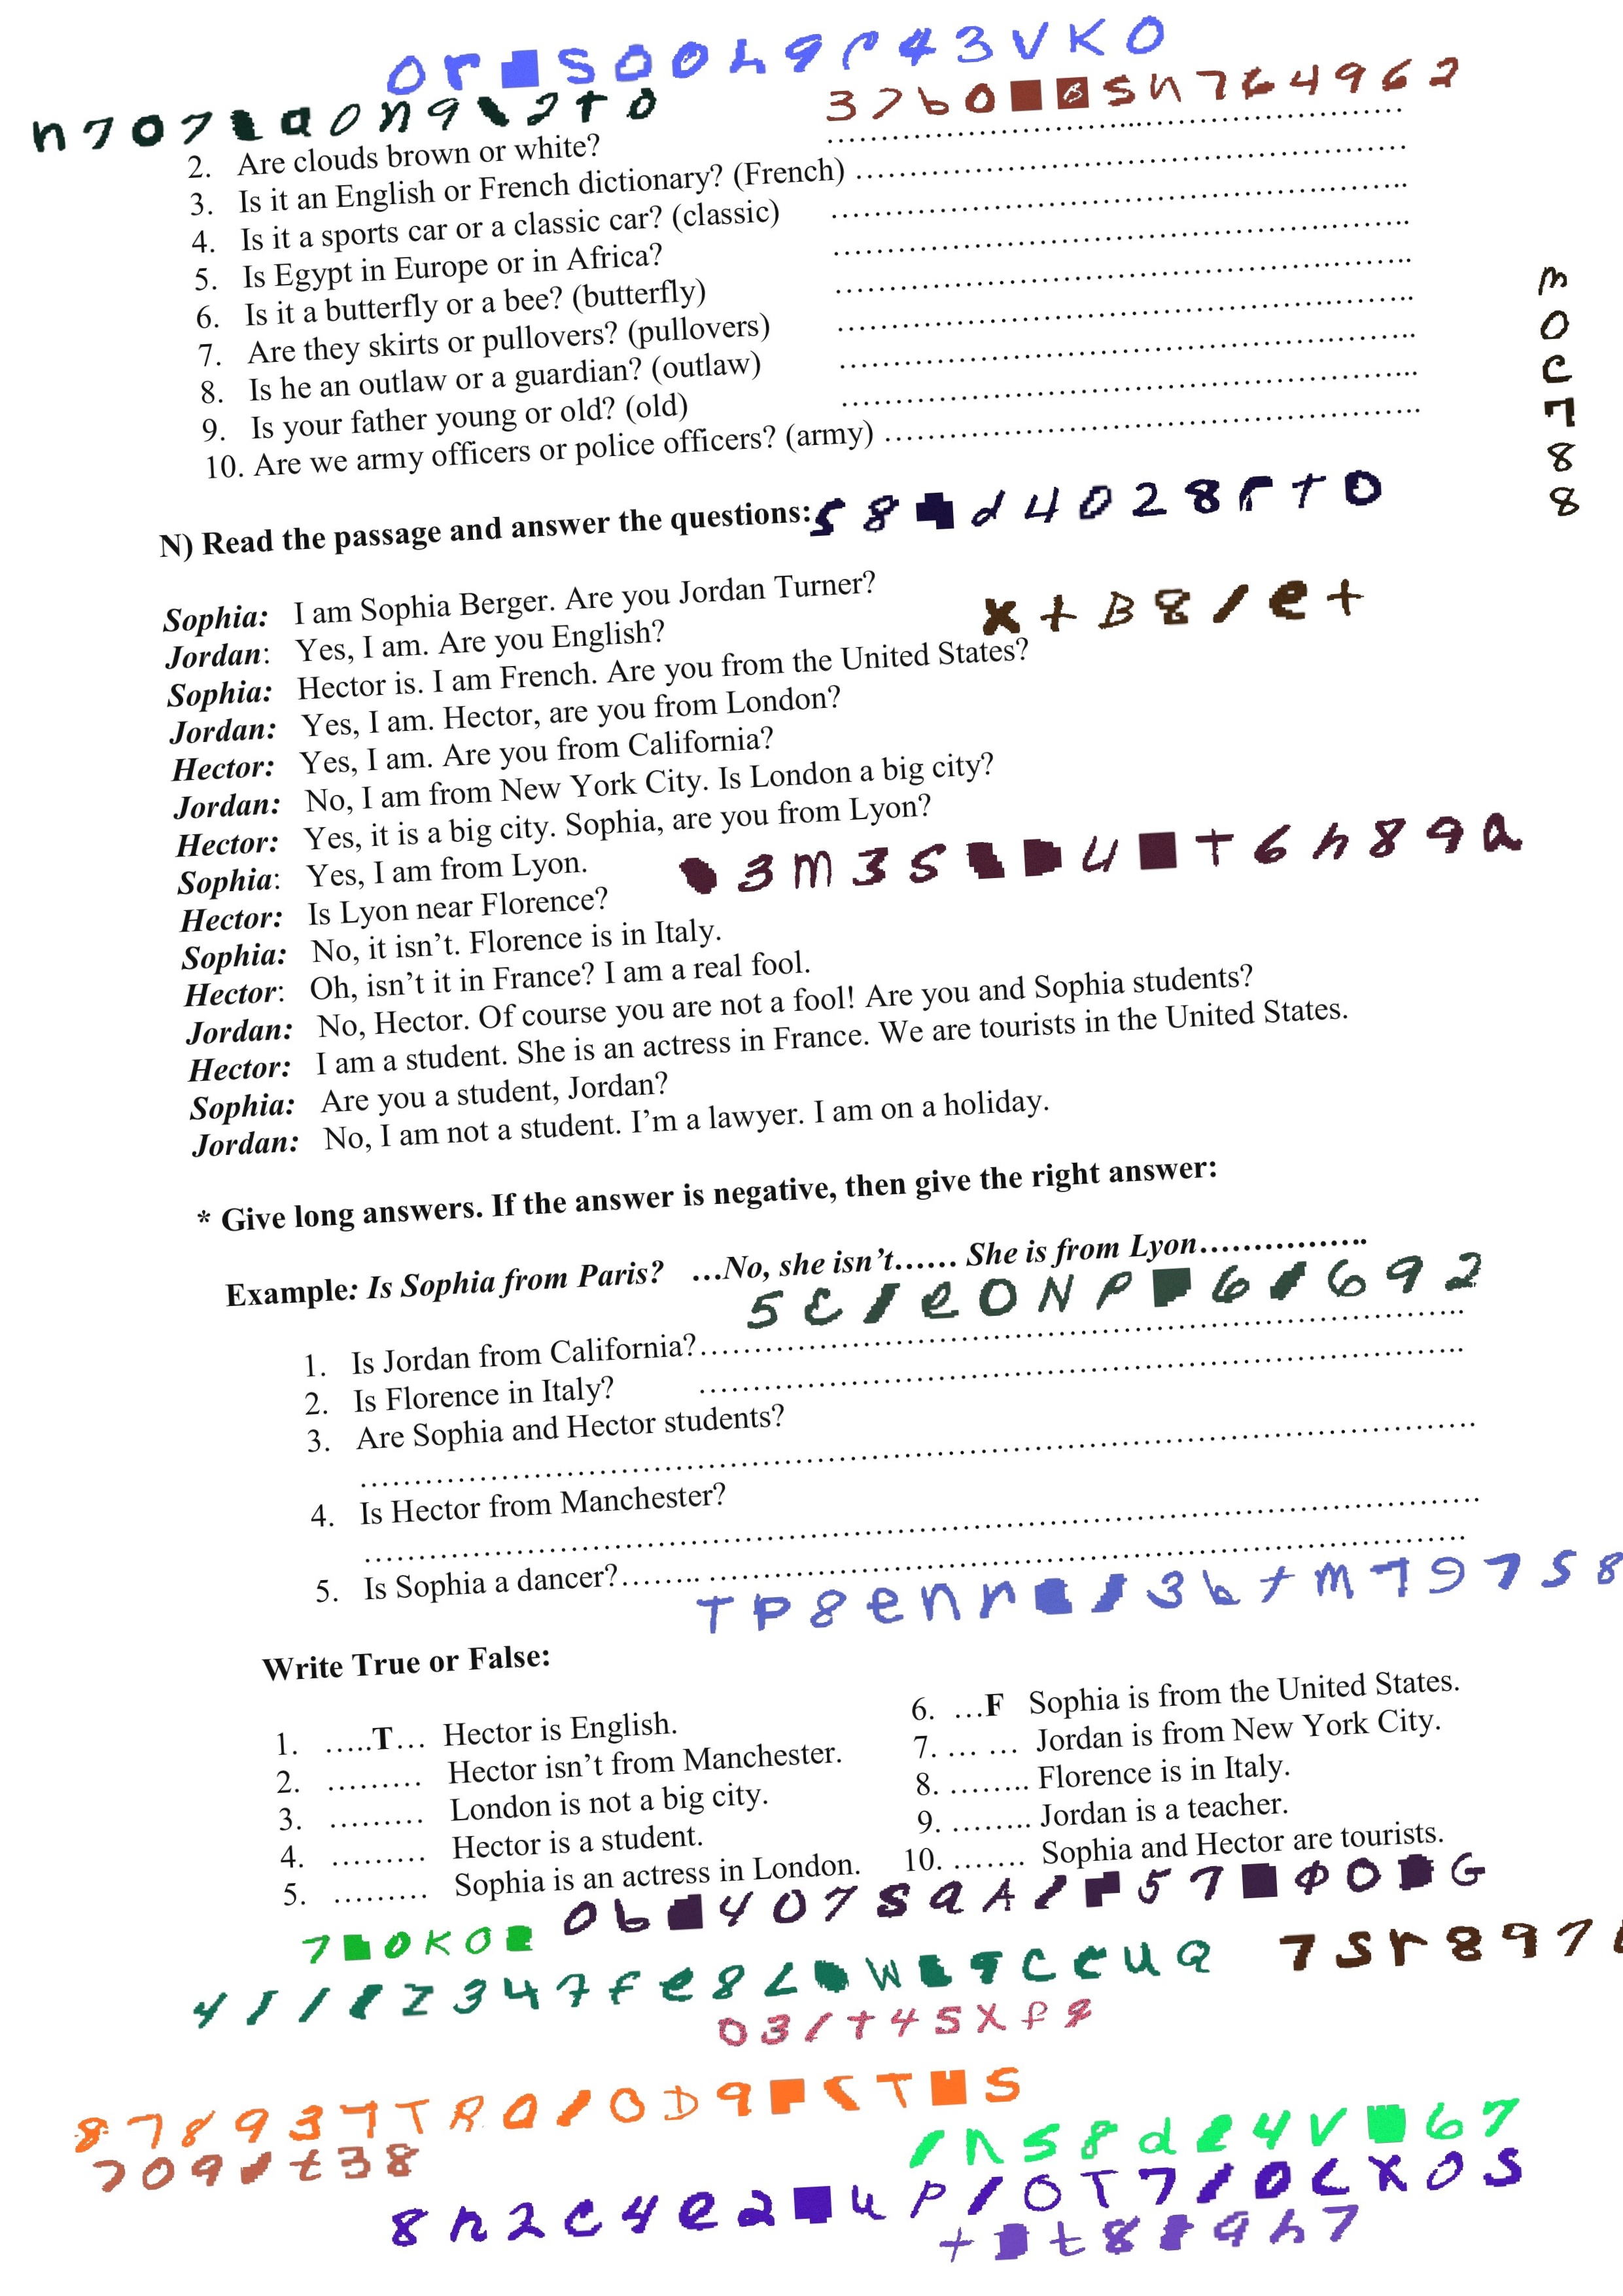 2. Are clouds brown or white? ………………………..……………………
3. Is it an English or French dictionary? (French) ……………………………………………
4. Is it a sports car or a classic car? (classic) ……………………………………………..
5. Is Egypt in Europe or in Africa? ……………………………………………..
6. Is it a butterfly or a bee? (butterfly) ……………………………………………..
7. Are they skirts or pullovers? (pullovers) ……………………………………………..
8. Is he an outlaw or a guardian? (outlaw) ……………………………………………..
9. Is your father young or old? (old) ……………………………………………...
10. Are we army officers or police officers? (army) …………………………………………..
N) Read the passage and answer the questions:
Sophia: I am Sophia Berger. Are you Jordan Turner?
Jordan: Yes, I am. Are you English?
Sophia: Hector is. I am French. Are you from the United States?
Jordan: Yes, I am. Hector, are you from London?
Hector: Yes, I am. Are you from California?
Jordan: No, I am from New York City. Is London a big city?
Hector: Yes, it is a big city. Sophia, are you from Lyon?
Sophia: Yes, I am from Lyon.
Hector: Is Lyon near Florence?
Sophia: No, it isn’t. Florence is in Italy.
Hector: Oh, isn’t it in France? I am a real fool.
Jordan: No, Hector. Of course you are not a fool! Are you and Sophia students?
Hector: I am a student. She is an actress in France. We are tourists in the United States.
Sophia: Are you a student, Jordan?
Jordan: No, I am not a student. I’m a lawyer. I am on a holiday.
* Give long answers. If the answer is negative, then give the right answer:
Example: Is Sophia from Paris? …No, she isn’t…… She is from Lyon…………….
1. Is Jordan from California?……………………………………………………………..
2. Is Florence in Italy? ……………………………………………………………..
3. Are Sophia and Hector students?
………………………………………………………………………………………….
4. Is Hector from Manchester?
………………………………………………………………………………………….
5. Is Sophia a dancer?…….. …………………………………………………………….
Write True or False:
1. …..T… Hector is English.
2. ……… Hector isn’t from Manchester.
3. ……… London is not a big city.
4. ……… Hector is a student.
5. ……… Sophia is an actress in London.
6. …F Sophia is from the United States.
7. … … Jordan is from New York City.
8. …….. Florence is in Italy.
9. …….. Jordan is a teacher.
10. ……. Sophia and Hector are tourists.